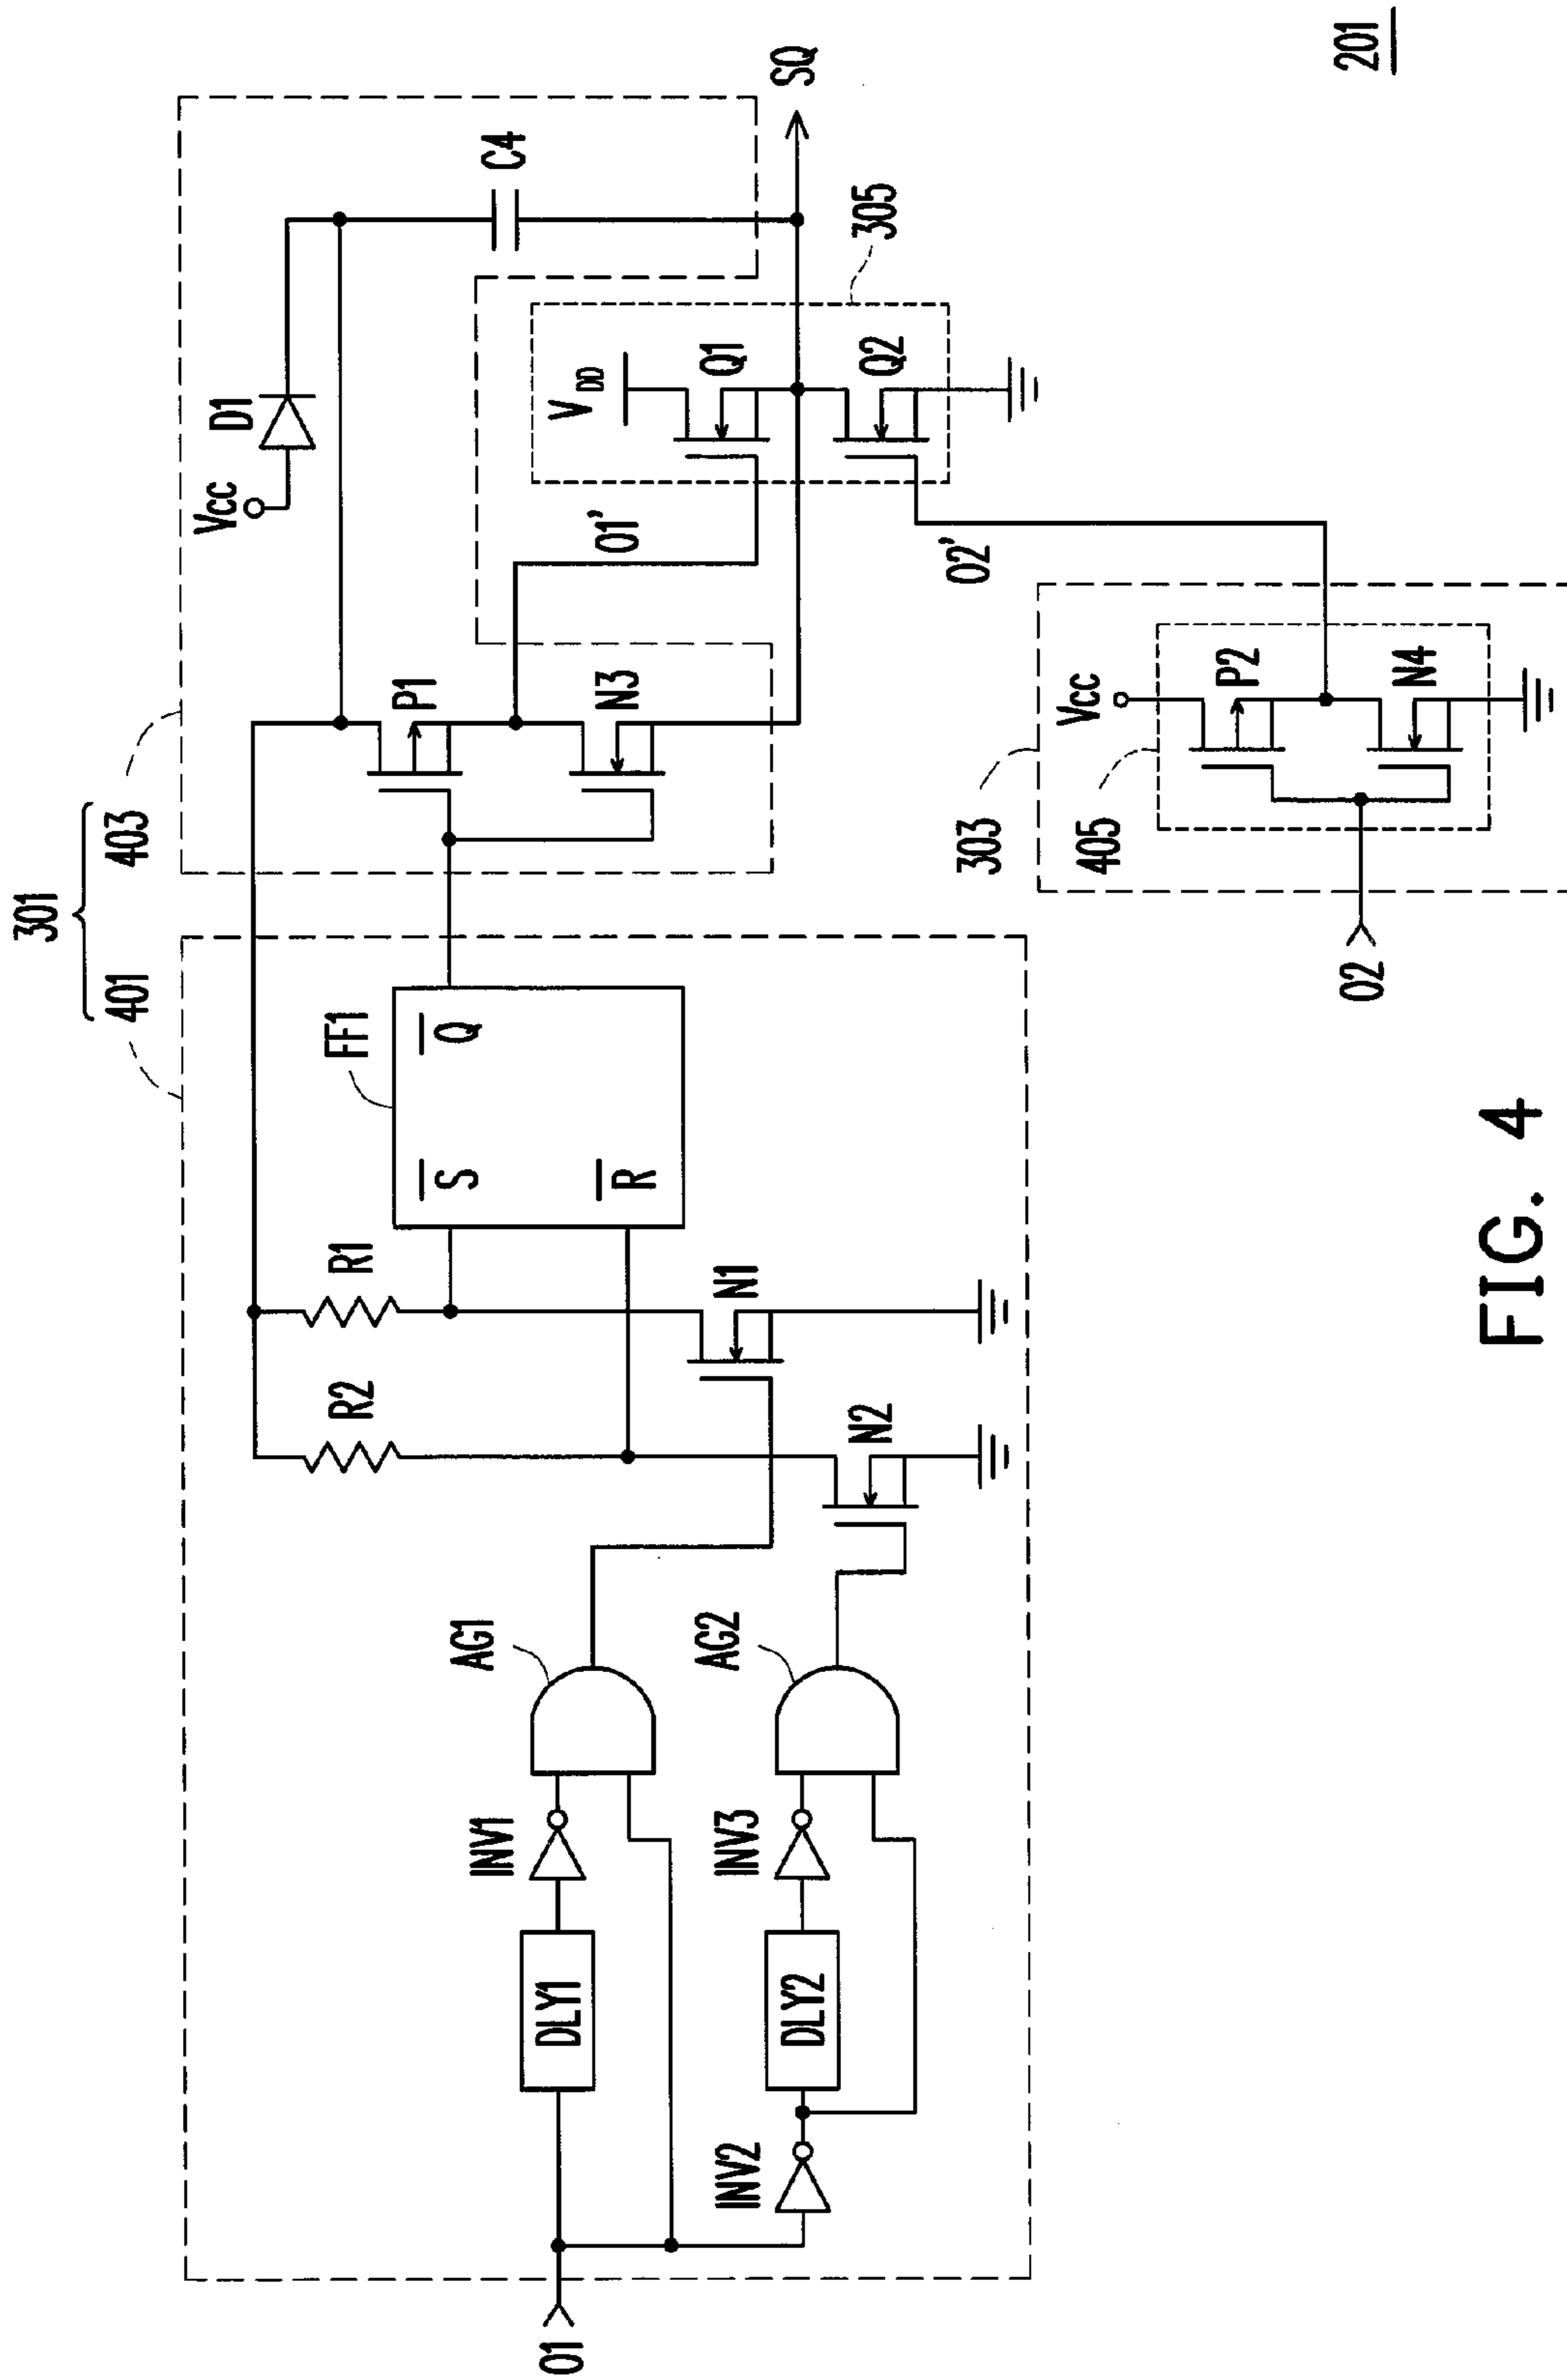 301
401
403
Vcc
D1
C4
R2
R1
FF1
S
Q
R
P1
N3
O1'
VDD
Q1
Q2
SQ
305
O1
DLY1
INV1
AG1
INV2
DLY2
INV3
AG2
N1
N2
O2'
303
405
Vcc
P2
N4
O2
201
FIG. 4